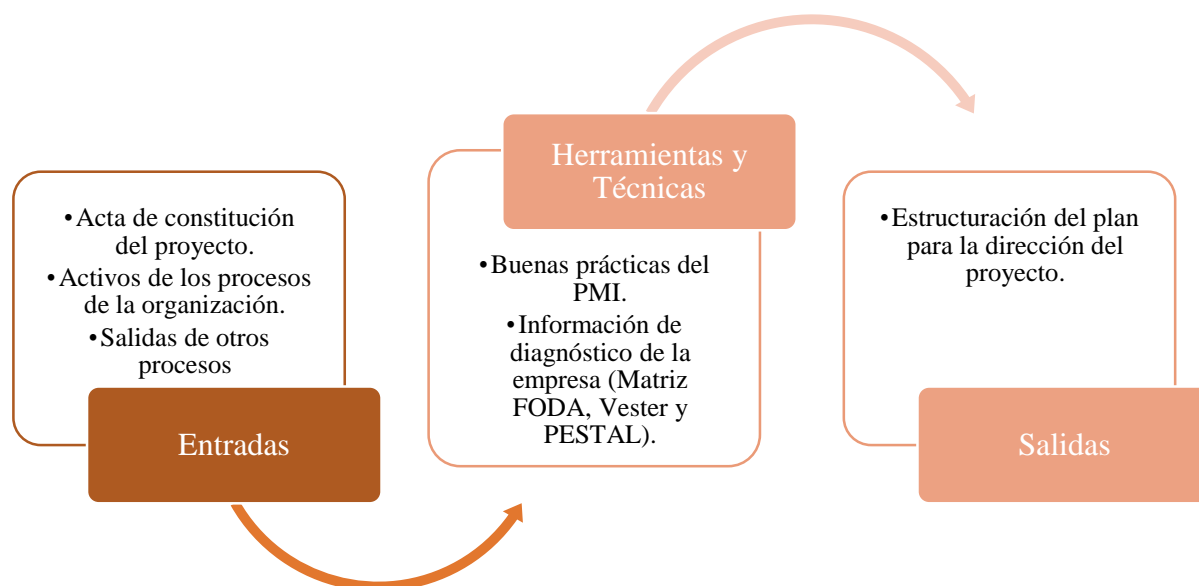 •Acta de constitución
del proyecto.
•Activos de los procesos
de la organización.
•Salidas de otros
procesos
Entradas
Herramientas y
Técnicas
•Buenas prácticas del
PMI.
•Información de
diagnóstico de la
empresa (Matriz
FODA, Vester y
PESTAL).
•Estructuración del plan
para la dirección del
proyecto.
Salidas